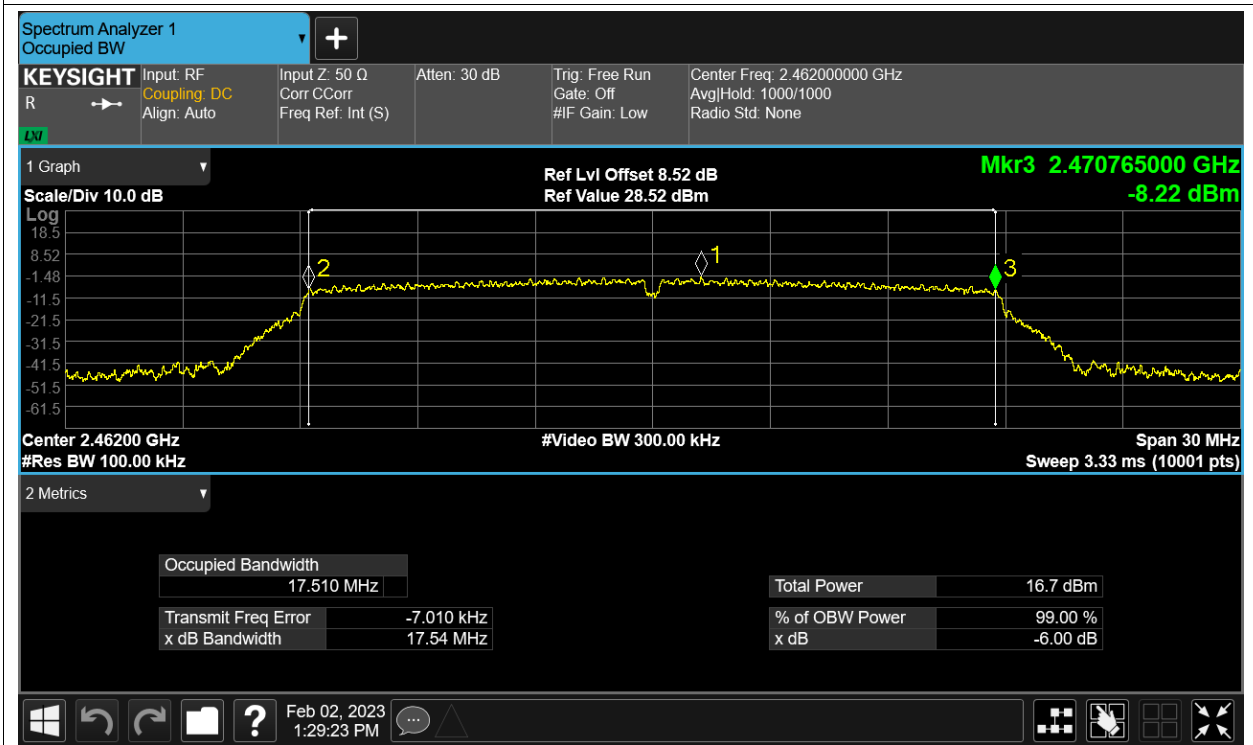 Spectrum Analyzer 1
Occupied BW
+
KEYSIGHT
R
LXI
Input: RF
Coupling: DC
Align: Auto
Input Z: 50 Ω
Corr CCorr
Freq Ref: Int (S)
Atten: 30 dB
Trig: Free Run
Gate: Off
#IF Gain: Low
Center Freq: 2.462000000 GHz
Avg|Hold: 1000/1000
Radio Std: None
1 Graph
Scale/Div 10.0 dB
Ref Lvl Offset 8.52 dB
Ref Value 28.52 dBm
Mkr3 2.470765000 GHz
-8.22 dBm
Log
18.5
8.52
-1.48
-11.5
-21.5
-31.5
-41.5
-51.5
-61.5
2
1
3
Center 2.46200 GHz
#Res BW 100.00 kHz
#Video BW 300.00 kHz
Span 30 MHz
Sweep 3.33 ms (10001 pts)
2 Metrics
Occupied Bandwidth
17.510 MHz
Transmit Freq Error -7.010 kHz
x dB Bandwidth 17.54 MHz
Total Power 16.7 dBm
% of OBW Power 99.00 %
x dB -6.00 dB
?
Feb 02, 2023
1:29:23 PM